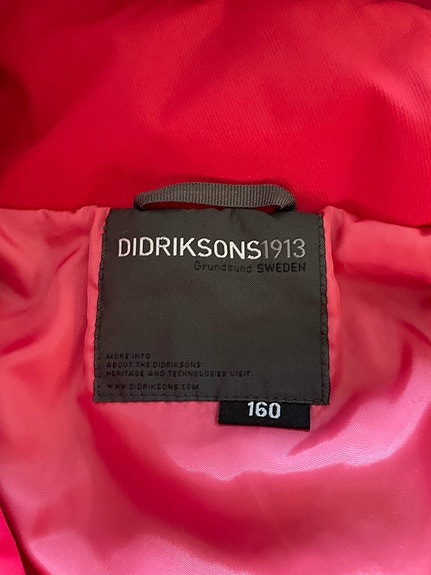 DIDRIKSONS1913
Grundsund SWEDEN
MORE INFO
ABOUT THE DIDRIKSONS
HERITAGE AND TECHNOLOGIES VISIT
WWW.DIDRIKSONS.COM
160